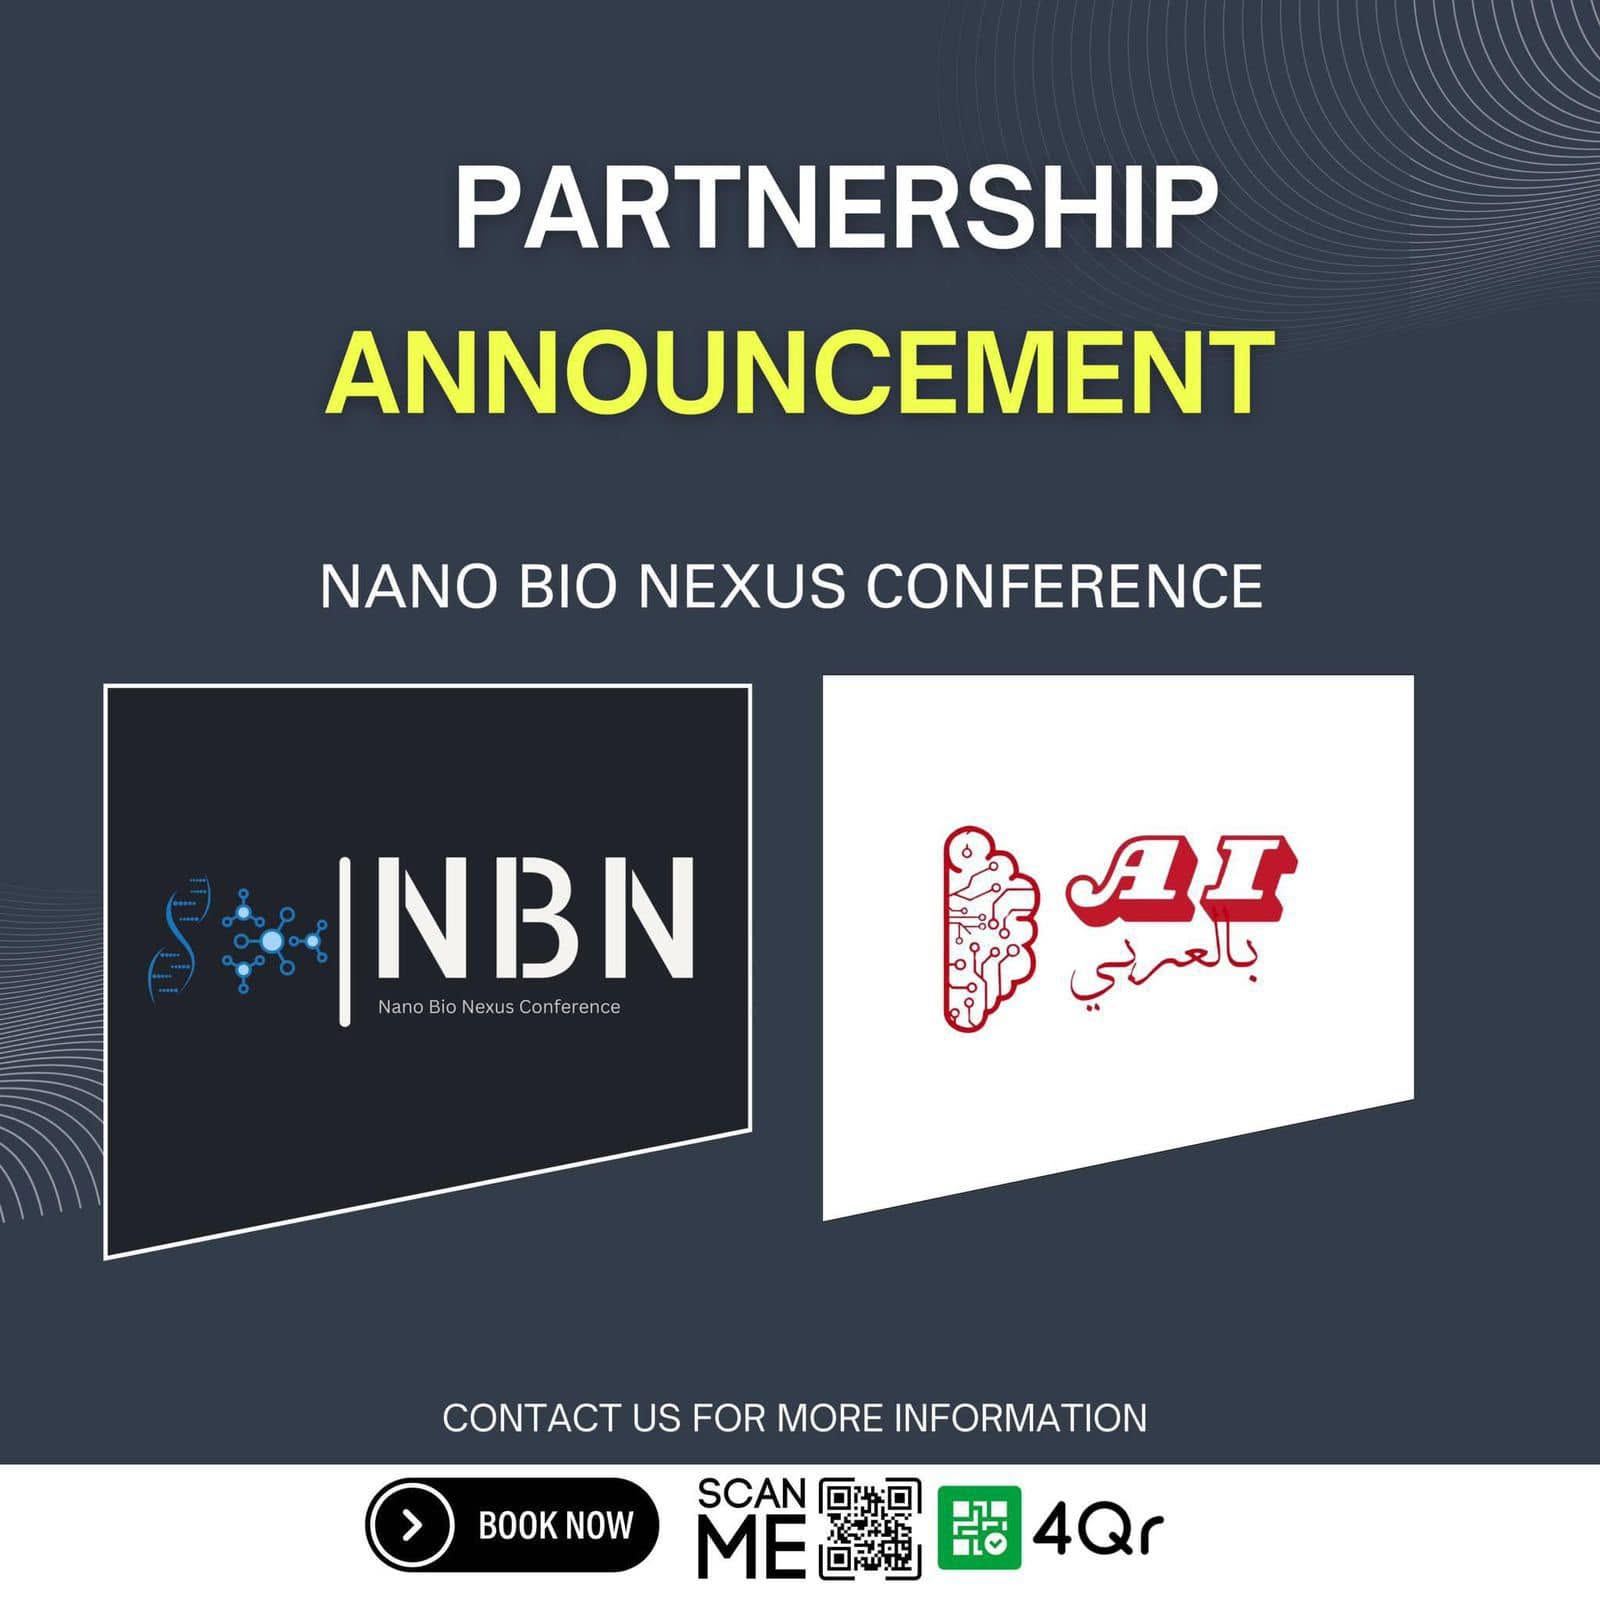 PARTNERSHIP
ANNOUNCEMENT
NANO BIO NEXUS CONFERENCE
NBN
Nano Bio Nexus Conference
AI
بالعربي
CONTACT US FOR MORE INFORMATION
BOOK NOW
SCAN
ME
4Qr